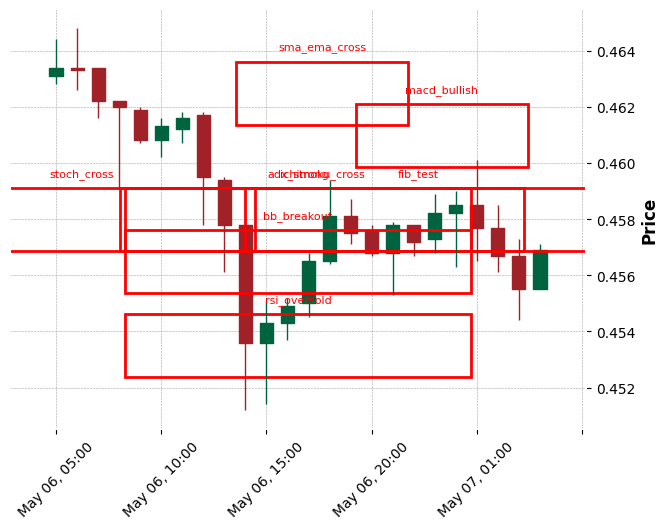 sma_ema_cross
0.464
macd_bullish
0.462
stoch_cross
fib_test
0.460
bb_breakout
0.458
Price
0.456
rsi_oversold
0.454
0.452
May 06, 05:00
May 06, 10:00
May 06, 15:00
May 06, 20:00
May 07, 01:00